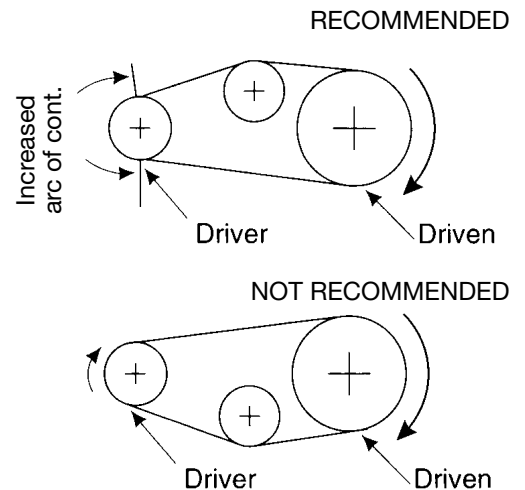 RECOMMENDED
Increased
arc of cont.
Driver
Driven
NOT RECOMMENDED
Driver
Driven